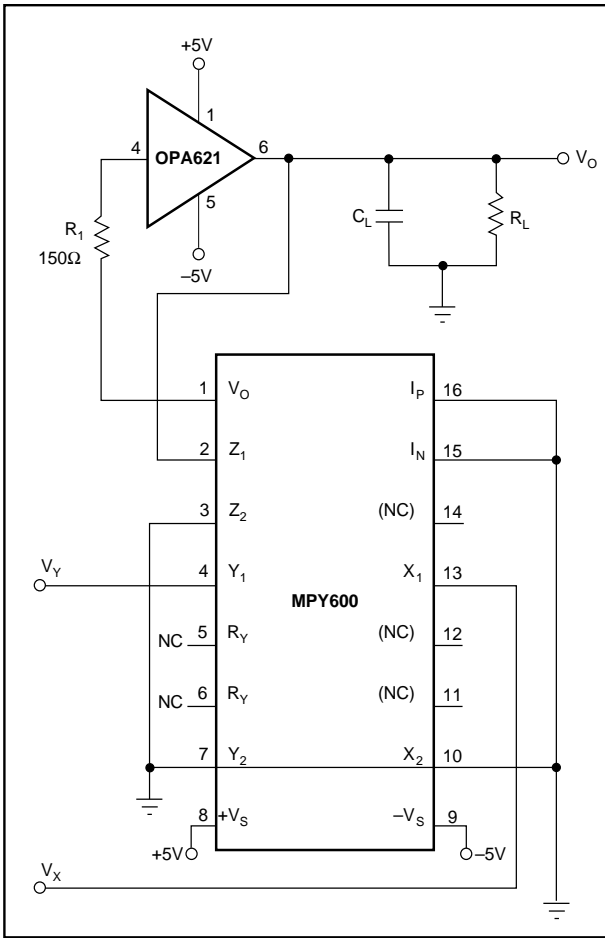 +5V
1
4
OPA621
6
5
–5V
V_O
R_1
150Ω
C_L
R_L
1 V_O
I_P 16
2 Z_1
I_N 15
3 Z_2
(NC) 14
V_Y
4 Y_1
X_1 13
MPY600
NC 5 R_Y
(NC) 12
NC 6 R_Y
(NC) 11
7 Y_2
X_2 10
8 +V_S
–V_S 9
+5V
–5V
V_X